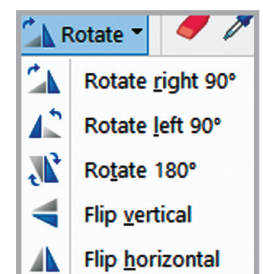 Rotate
Rotate right 90°
Rotate left 90°
Rotate 180°
Flip vertical
Flip horizontal